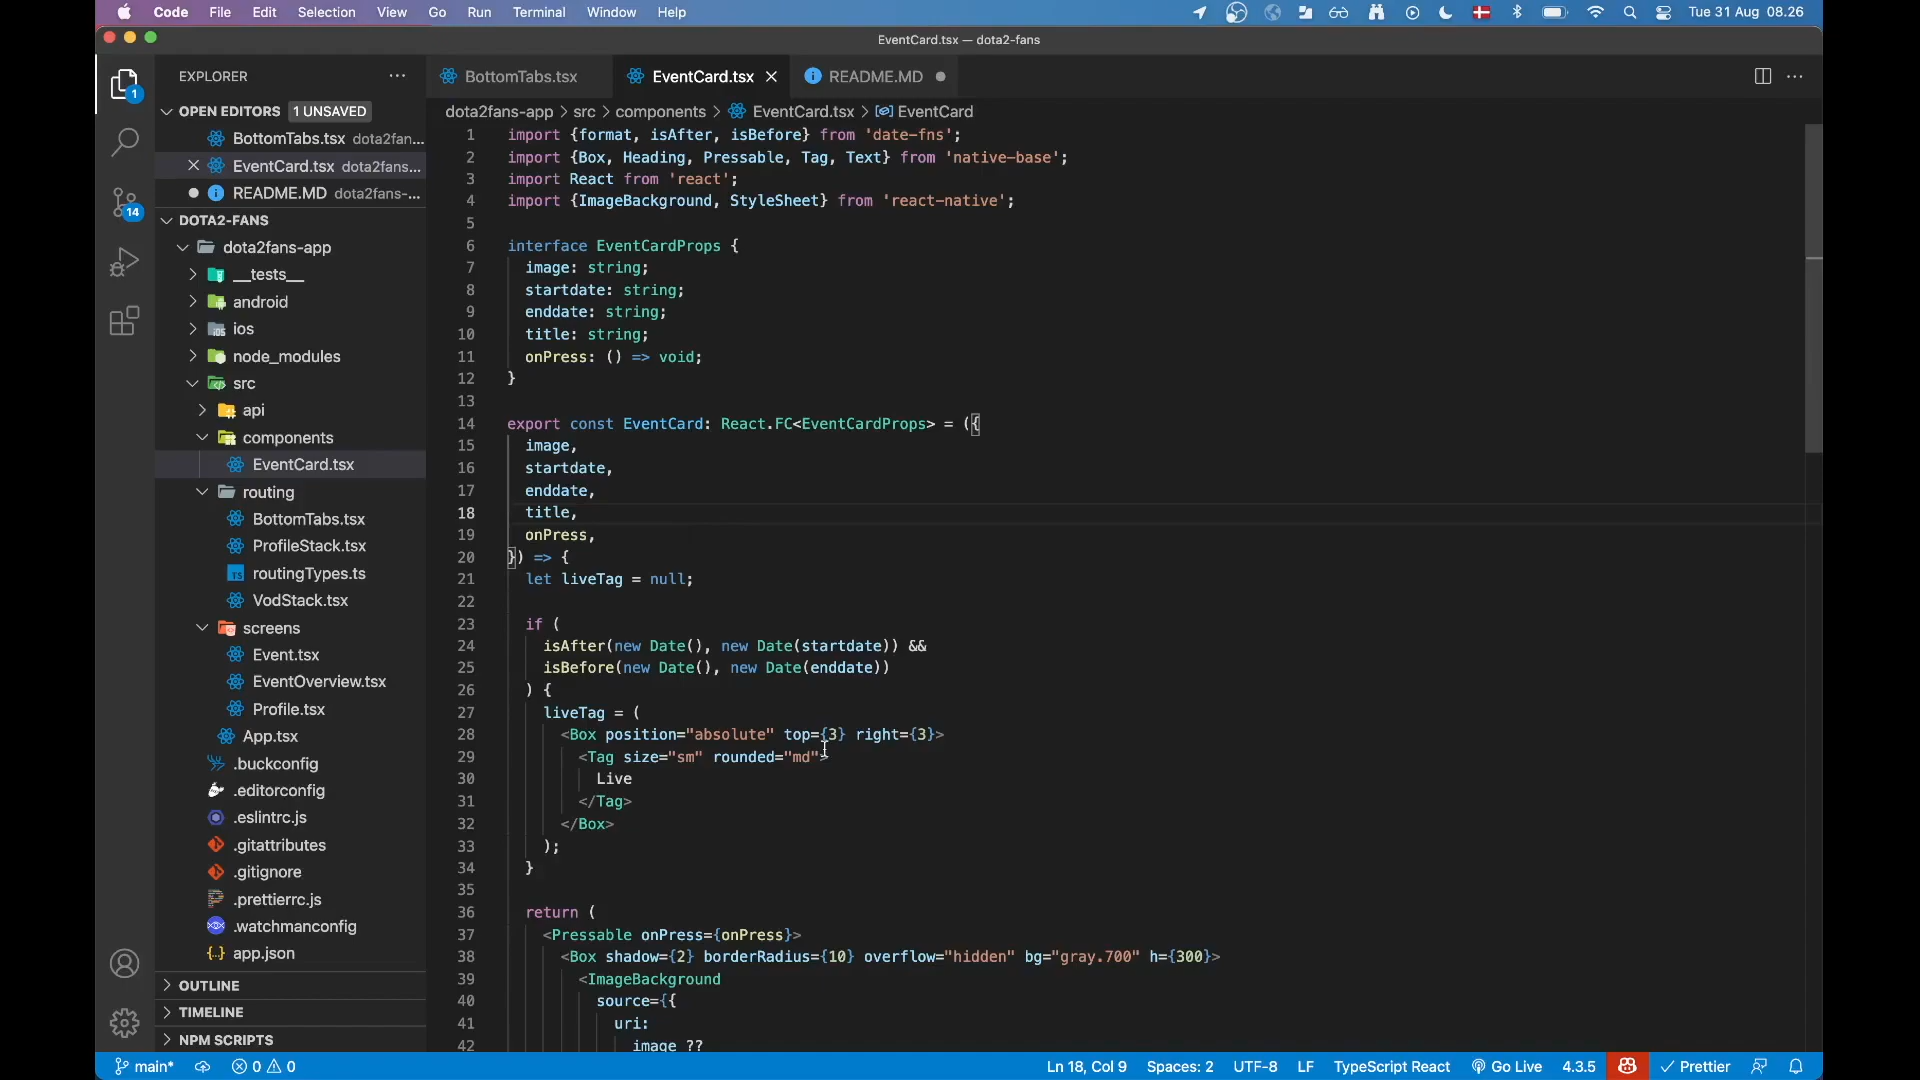 Code File Edit Selection View Go Run Terminal Window Help Tue 31 Aug 08.26
EventCard.tsx — dota2-fans
EXPLORER
OPEN EDITORS 1 UNSAVED
BottomTabs.tsx dota2fan...
EventCard.tsx dota2fans...
README.MD dota2fans-...
DOTA2-FANS
dota2fans-app
__tests__
android
ios
node_modules
src
api
components
EventCard.tsx
routing
BottomTabs.tsx
ProfileStack.tsx
routingTypes.ts
VodStack.tsx
screens
Event.tsx
EventOverview.tsx
Profile.tsx
App.tsx
.buckconfig
.editorconfig
.eslintrc.js
.gitattributes
.gitignore
.prettierrc.js
.watchmanconfig
app.json
OUTLINE
TIMELINE
NPM SCRIPTS
1
14
BottomTabs.tsx EventCard.tsx README.MD
dota2fans-app > src > components > EventCard.tsx > EventCard
1 import {format, isAfter, isBefore} from 'date-fns';
2 import {Box, Heading, Pressable, Tag, Text} from 'native-base';
3 import React from 'react';
4 import {ImageBackground, StyleSheet} from 'react-native';
5
6 interface EventCardProps {
7 image: string;
8 startdate: string;
9 enddate: string;
10 title: string;
11 onPress: () => void;
12 }
13
14 export const EventCard: React.FC<EventCardProps> = ({
15 image,
16 startdate,
17 enddate,
18 title,
19 onPress,
20 }) => {
21 let liveTag = null;
22
23 if (
24 isAfter(new Date(), new Date(startdate)) &&
25 isBefore(new Date(), new Date(enddate))
26 ) {
27 liveTag = (
28 <Box position="absolute" top={3} right={3}>
29 <Tag size="sm" rounded="md">
30 Live
31 </Tag>
32 </Box>
33 );
34 }
35
36 return (
37 <Pressable onPress={onPress}>
38 <Box shadow={2} borderRadius={10} overflow="hidden" bg="gray.700" h={300}>
39 <ImageBackground
40 source={{
41 uri:
42 image ??
main* 0 0 Ln 18, Col 9 Spaces: 2 UTF-8 LF TypeScript React Go Live 4.3.5 Prettier